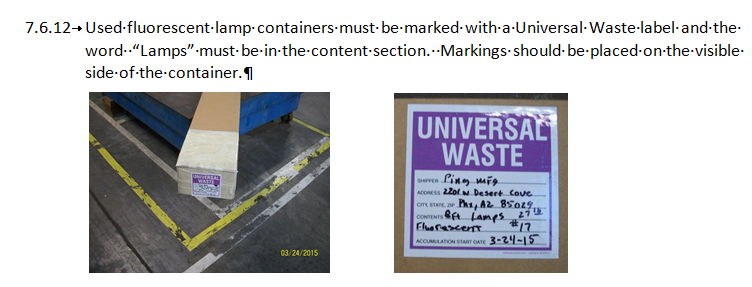 7.6.12→Used·fluorescent·lamp·containers·must·be·marked·with·a·Universal·Waste·label·and·the·
word··“Lamps”·must·be·in·the·content·section.··Markings·should·be·placed·on·the·visible·
side·of·the·container.¶
UNIVERSAL
WASTE
03/24/2015
UNIVERSAL
WASTE
SHIPPER Ping MFG
ADDRESS 2201 W Desert Cove
CITY, STATE, ZIP Phx, AZ 85029
CONTENTS 8ft Lamps 27 lb
Fluorescent #17
ACCUMULATION START DATE 3-24-15